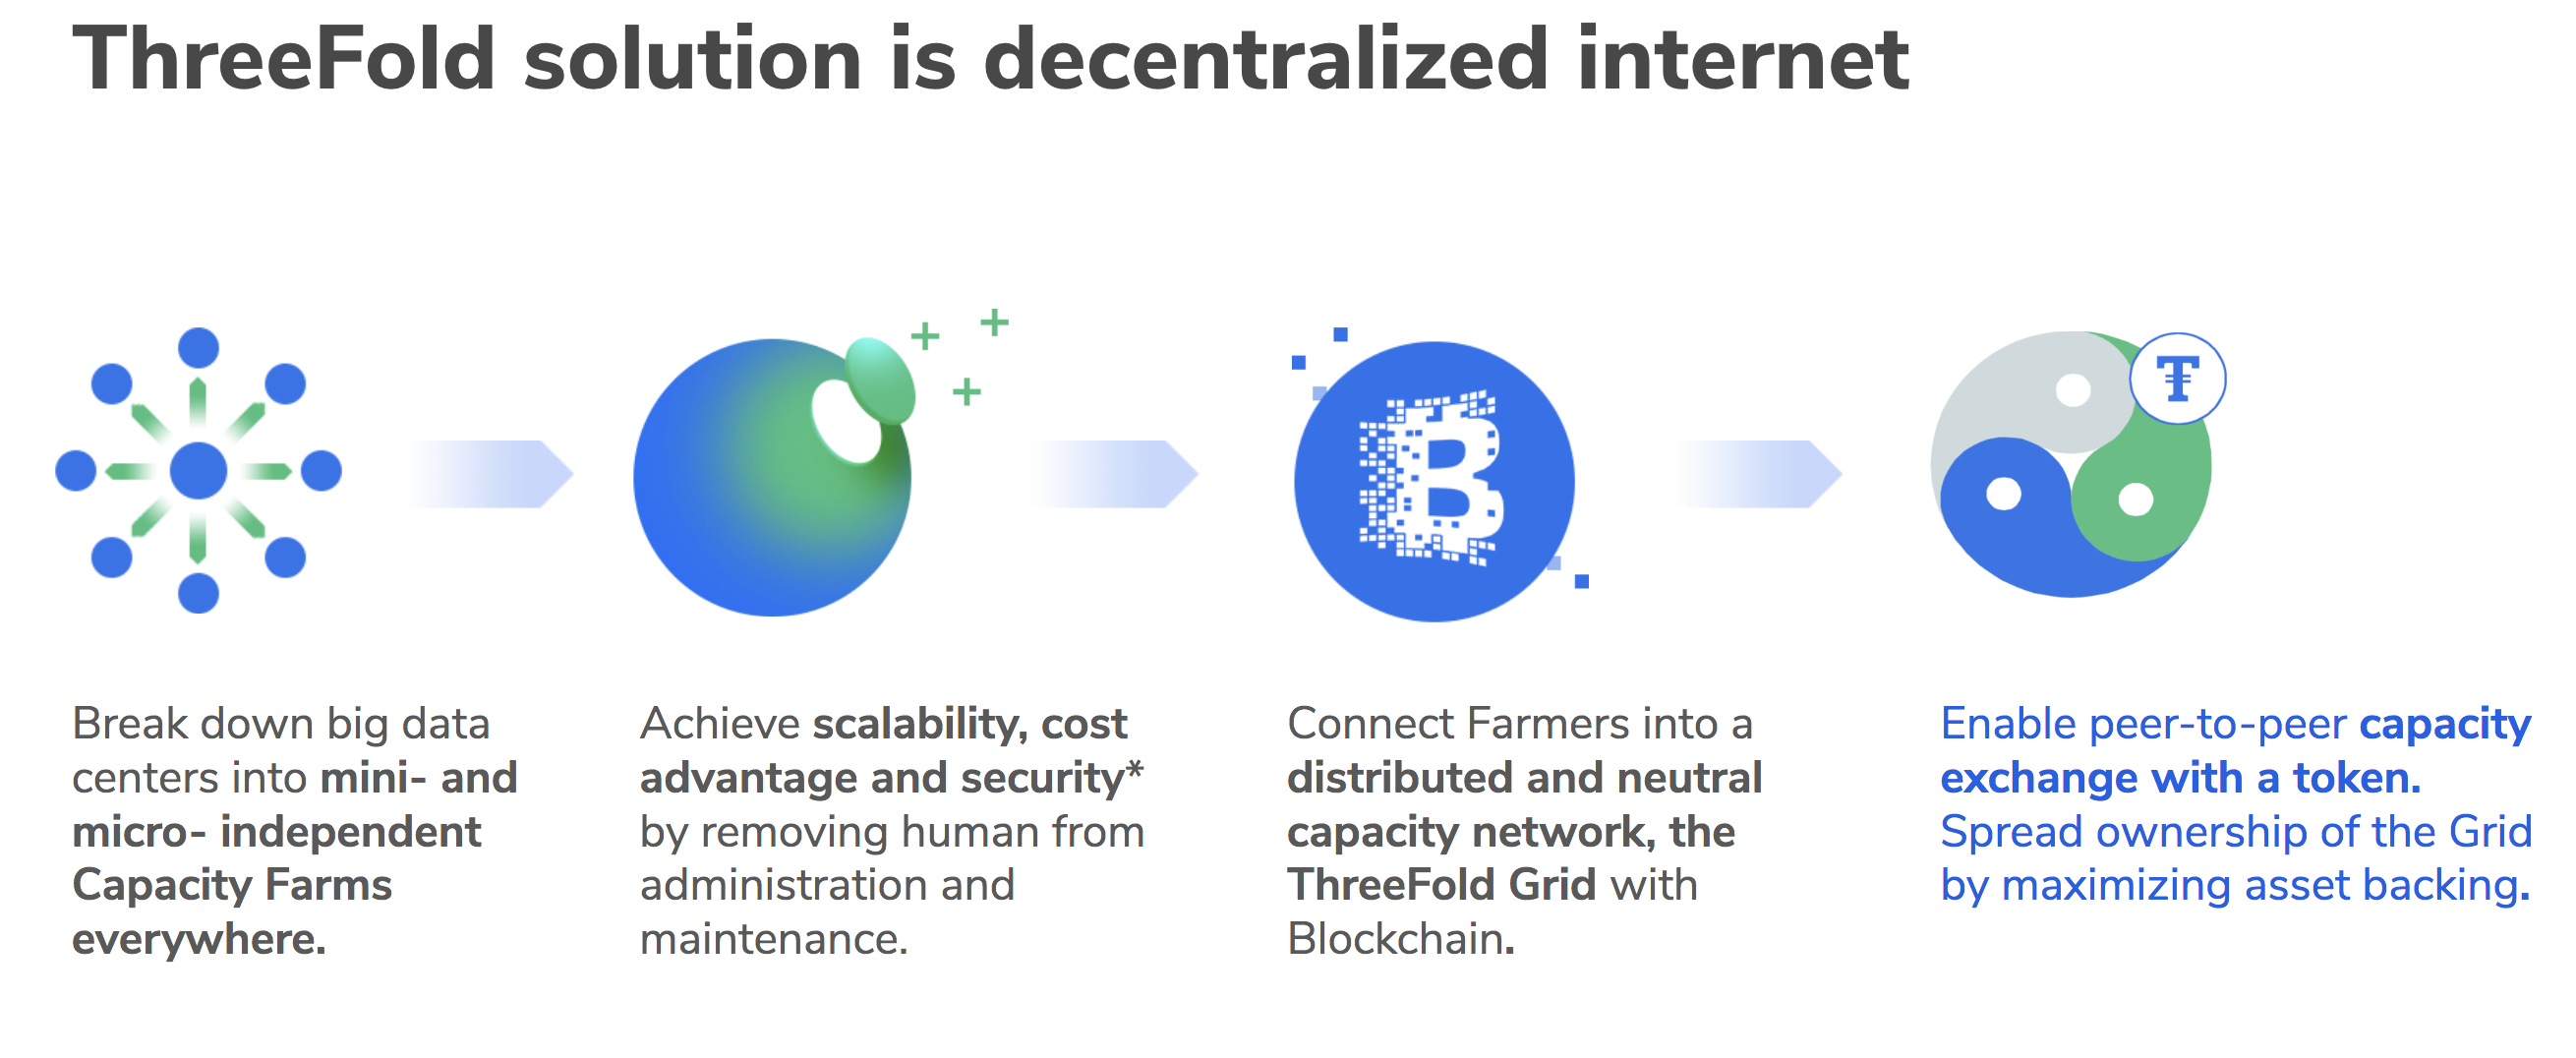 ThreeFold solution is decentralized internet
Break down big data
centers into mini- and
micro- independent
Capacity Farms
everywhere.
Achieve scalability, cost
advantage and security*
by removing human from
administration and
maintenance.
Connect Farmers into a
distributed and neutral
capacity network, the
ThreeFold Grid with
Blockchain.
Enable peer-to-peer capacity
exchange with a token.
Spread ownership of the Grid
by maximizing asset backing.